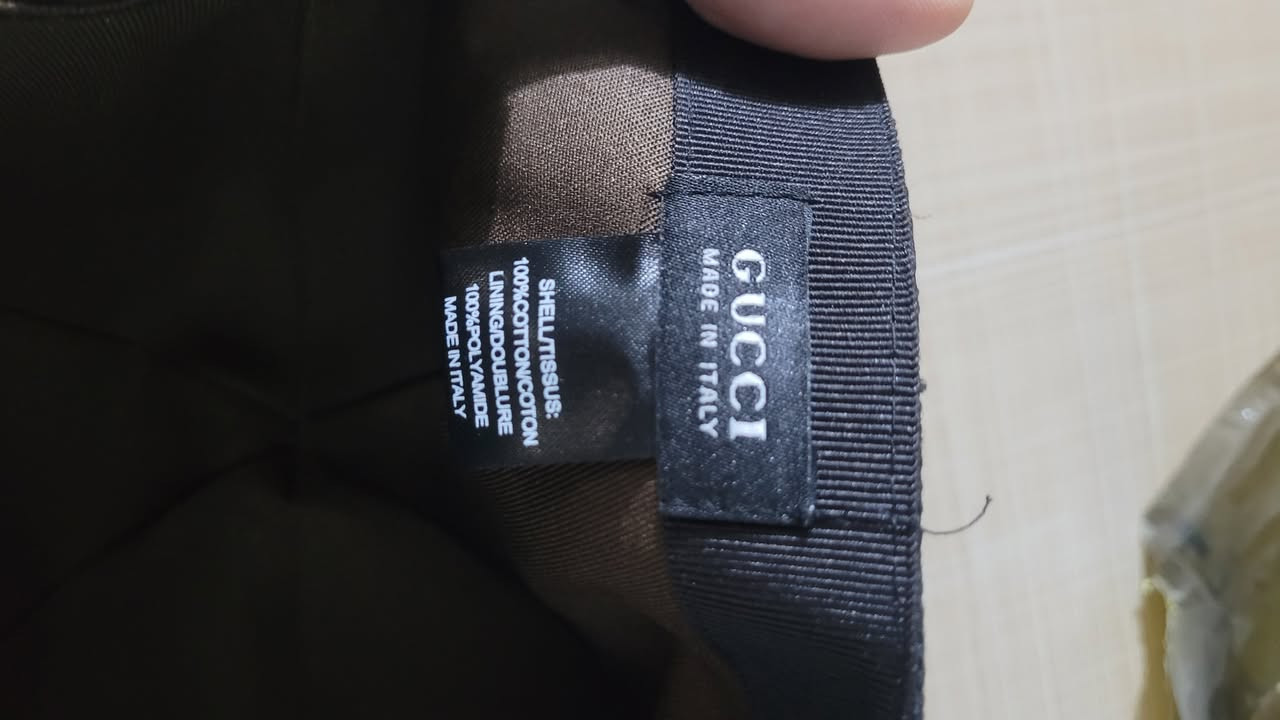 GUCCI
MADE IN ITALY
SHELL/TISSUS:
100%COTTON/COTON
LINING/DOUBLURE
100%POLYAMIDE
MADE IN ITALY